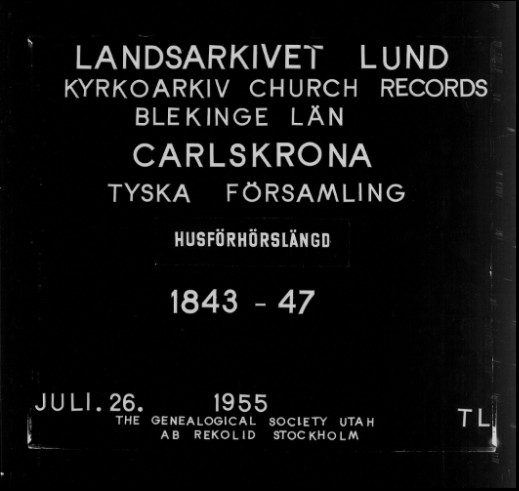 LANDSARKIVET LUND
KYRKOARKIV CHURCH RECORDS
BLEKINGE LÄN
CARLSKRONA
TYSKA FÖRSAMLING
HUSFÖRHÖRSLÄNGD
1843 - 47
JULI. 26. 1955
THE GENEALOGICAL SOCIETY UTAH
AB REKOLID STOCKHOLM
TL